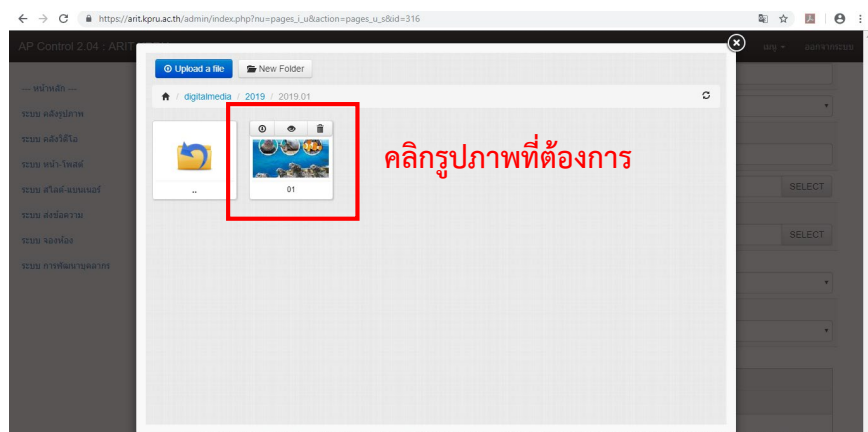 https://arit.kpru.ac.th/admin/index.php?nu=pages_i_u&action=pages_u_s&id=316
AP Control 2.04 : ARIT
เมนู
ออกจากระบบ
Upload a file
New Folder
/ digitalmedia / 2019 / 2019.01
--- หน้าหลัก ---
ระบบ คลังรูปภาพ
ระบบ คลังวีดีโอ
ระบบ หน้า-โพสต์
ระบบ สไลด์-แบนเนอร์
ระบบ ส่งข้อความ
ระบบ จองห้อง
ระบบ การพัฒนาบุคลากร
..
01
คลิกรูปภาพที่ต้องการ
SELECT
SELECT